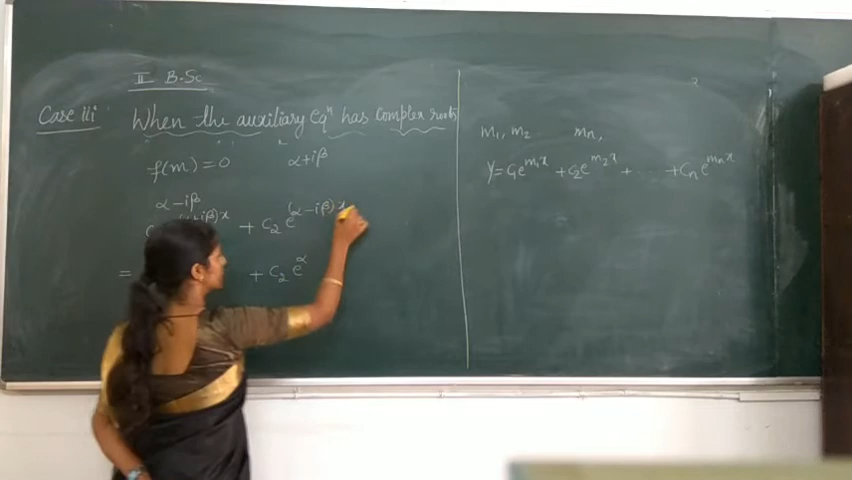 II B.Sc
Case iii When the auxiliary eqⁿ has complex roots
f(m)=0 α+iβ
α-iβ
iβ)x + c₂ e^(α-iβ)x
= + c₂ e^α
m₁, m₂ mₙ,
y=c₁e^m₁x +c₂e^m₂x + . . . +cₙe^mₙx